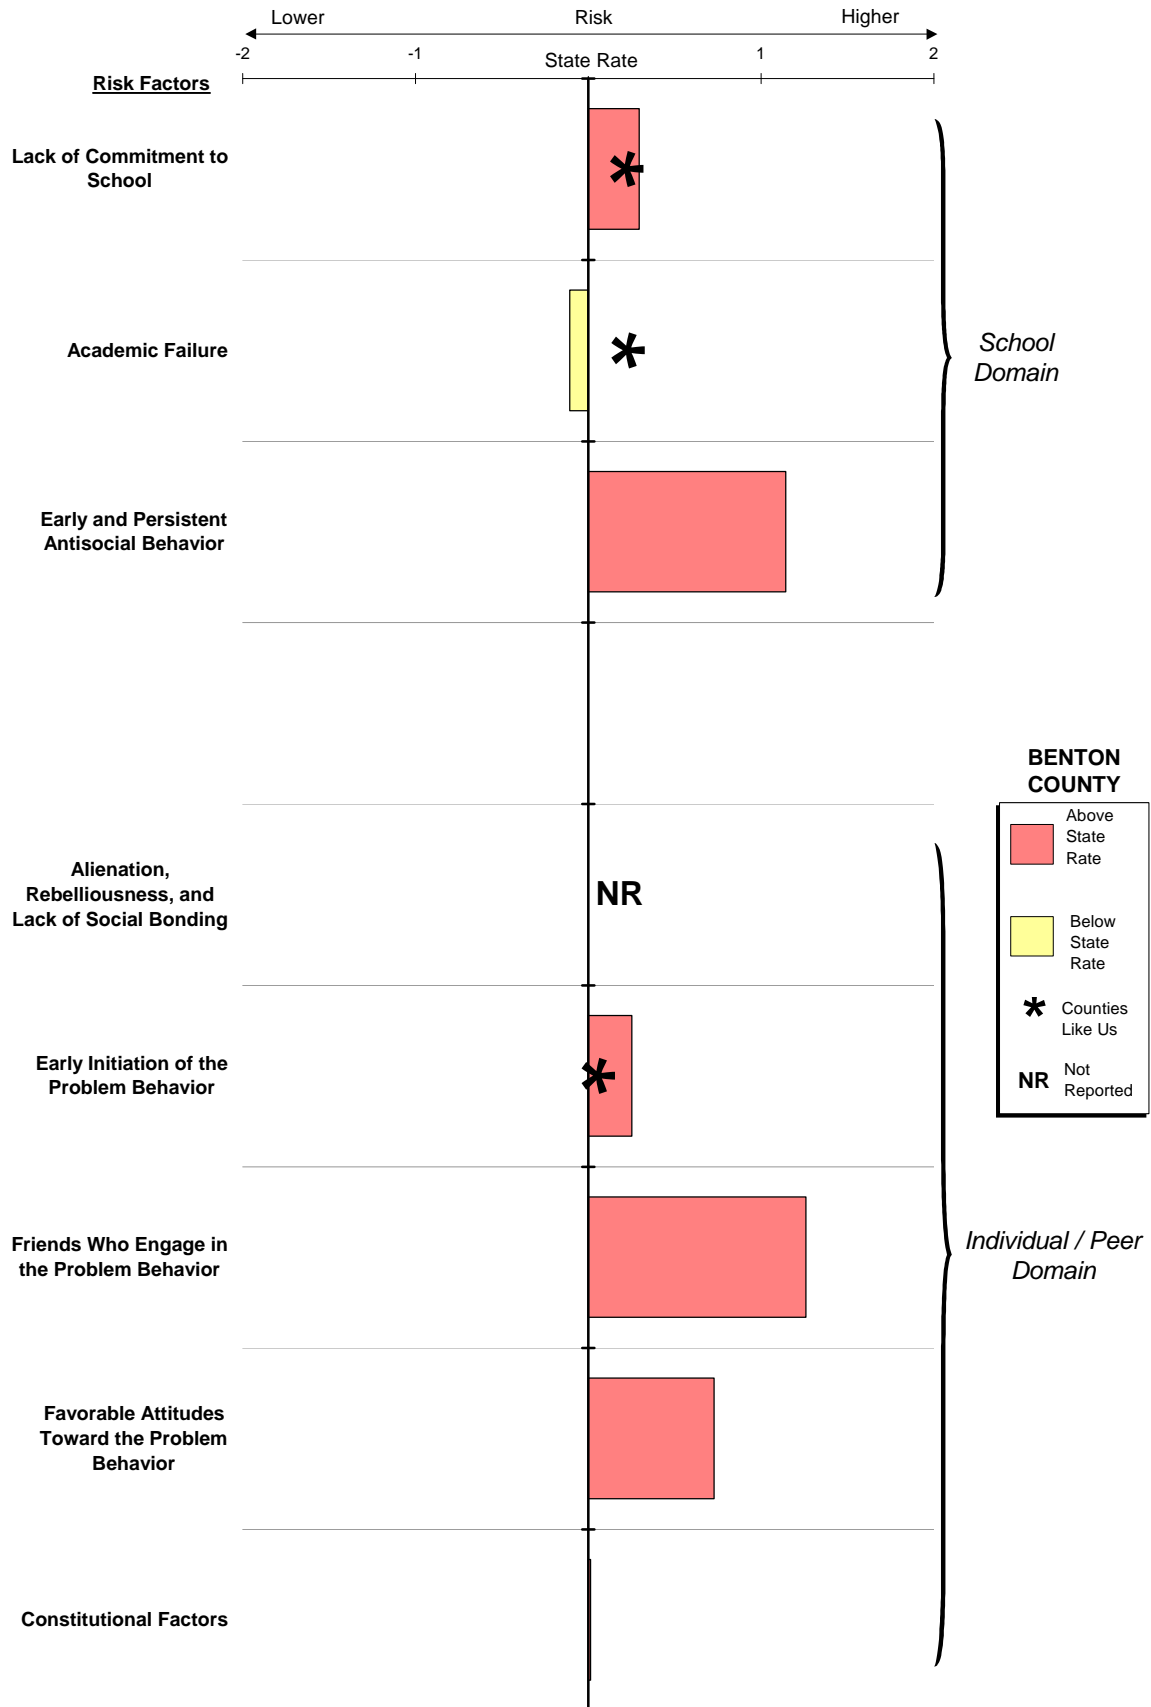 Lower Risk Higher
-2 -1 State Rate 1 2
Risk Factors
Lack of Commitment to
School
Academic Failure
Early and Persistent
Antisocial Behavior
School
Domain
BENTON
COUNTY
Above
State
Rate
Below
State
Rate
* Counties
Like Us
NR Not
Reported
Alienation,
Rebelliousness, and
Lack of Social Bonding
NR
Early Initiation of the
Problem Behavior
Friends Who Engage in
the Problem Behavior
Individual / Peer
Domain
Favorable Attitudes
Toward the Problem
Behavior
Constitutional Factors